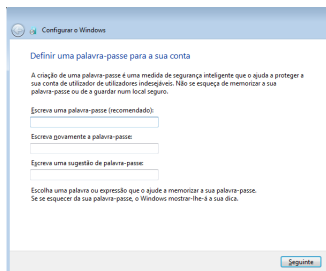 Configurar o Windows
Definir uma palavra-passe para a sua conta
A criação de uma palavra-passe é uma medida de segurança inteligente que o ajuda a proteger a
sua conta de utilizador de utilizadores indesejáveis. Não se esqueça de memorizar a sua
palavra-passe ou de a guardar num local seguro.
Escreva uma palavra-passe (recomendado):
Escreva novamente a palavra-passe:
Escreva uma sugestão de palavra-passe:
Escolha uma palavra ou expressão que o ajude a memorizar a sua palavra-passe.
Se se esquecer da sua palavra-passe, o Windows mostrar-lhe-á a sua dica.
Seguinte